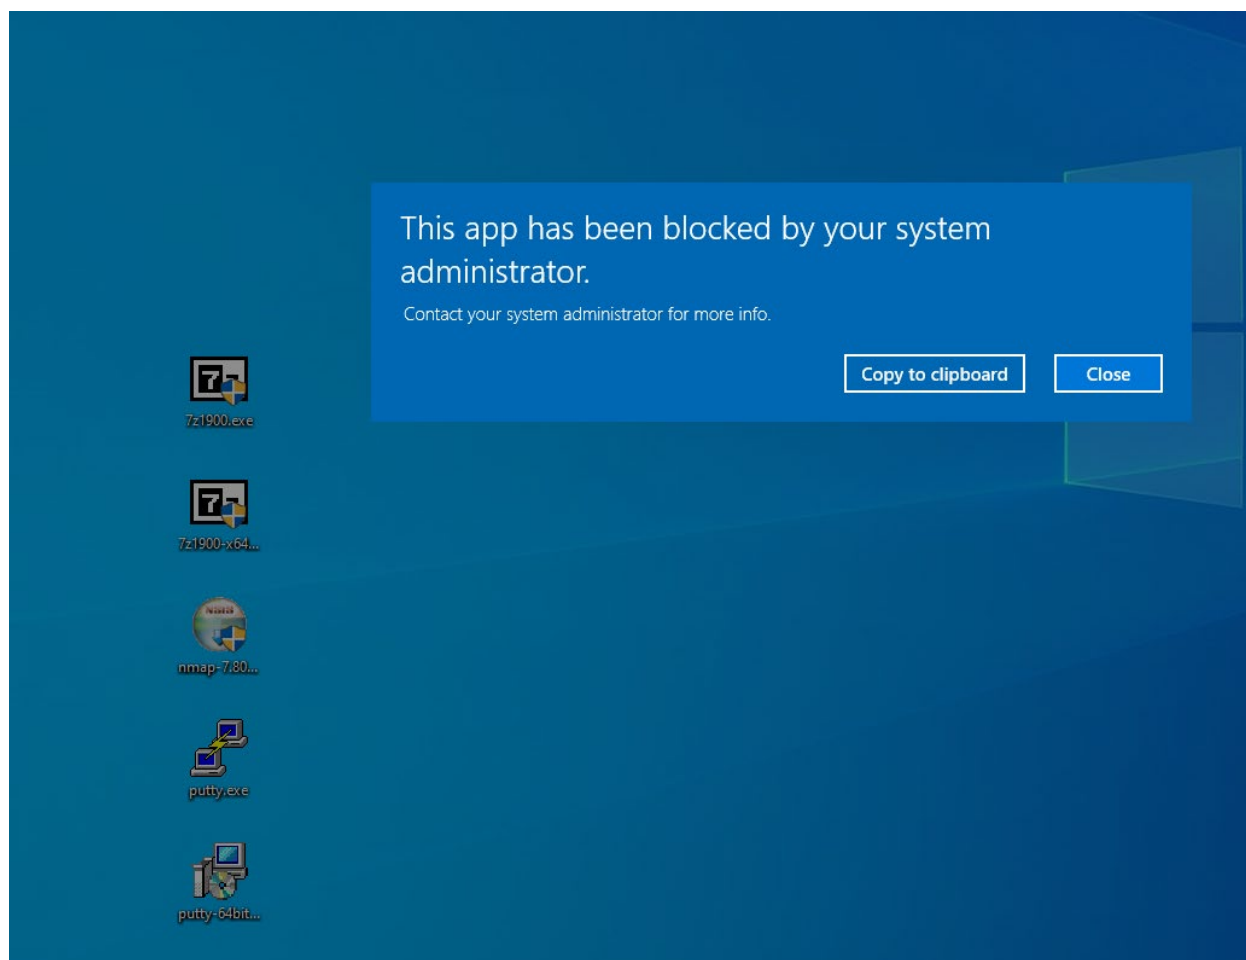 This app has been blocked by your system
administrator.
Contact your system administrator for more info.
Copy to clipboard
Close
7z1900.exe
7z1900-x64...
nmap-7.80...
putty.exe
putty-64bit...